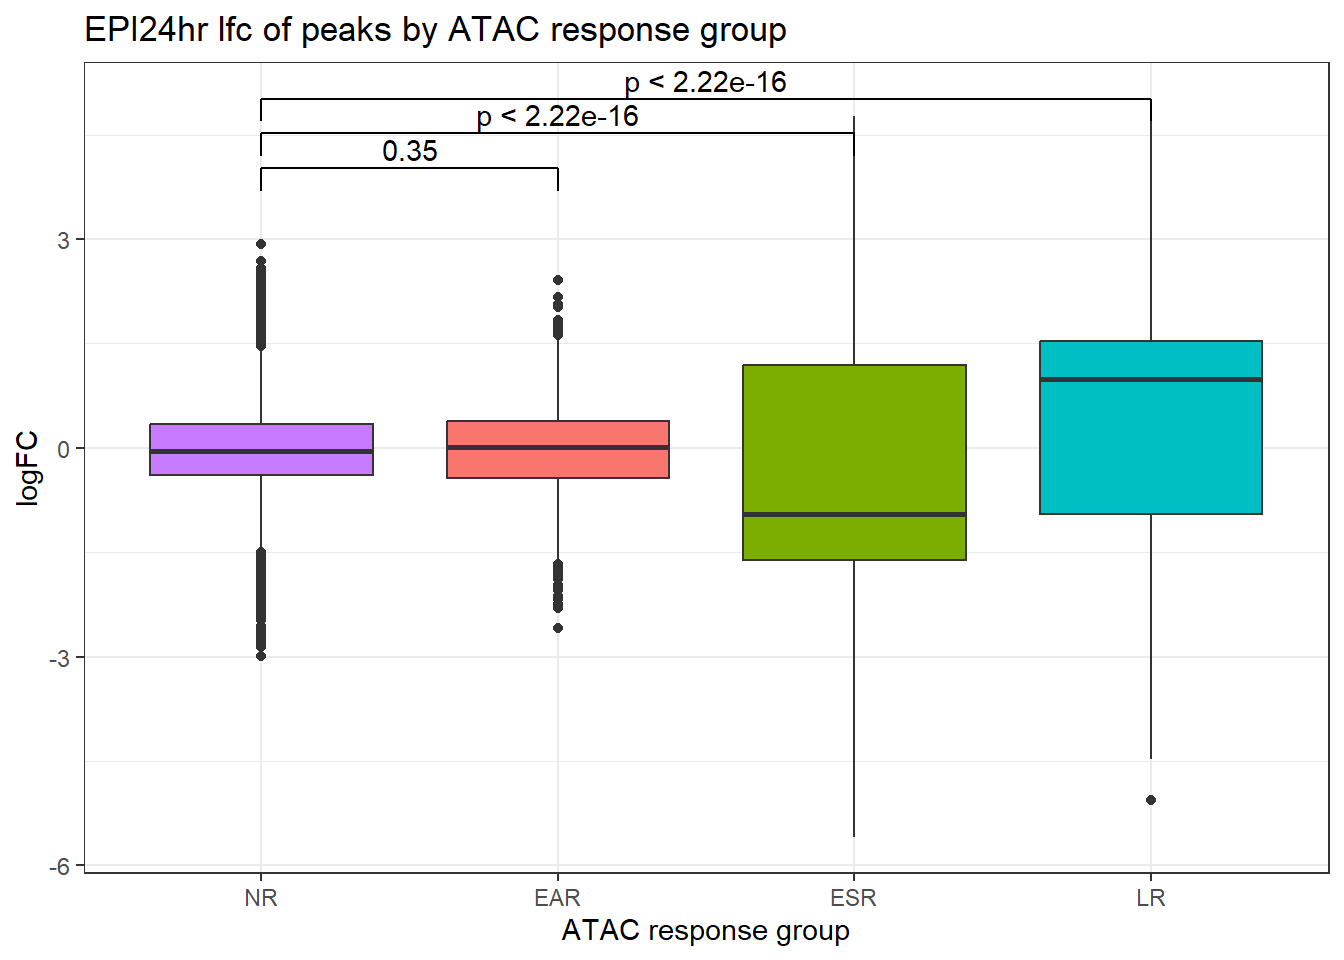 EPI24hr lfc of peaks by ATAC response group
p < 2.22e-16
p < 2.22e-16
0.35
logFC
3
0
-3
-6
NR EAR ESR LR
ATAC response group